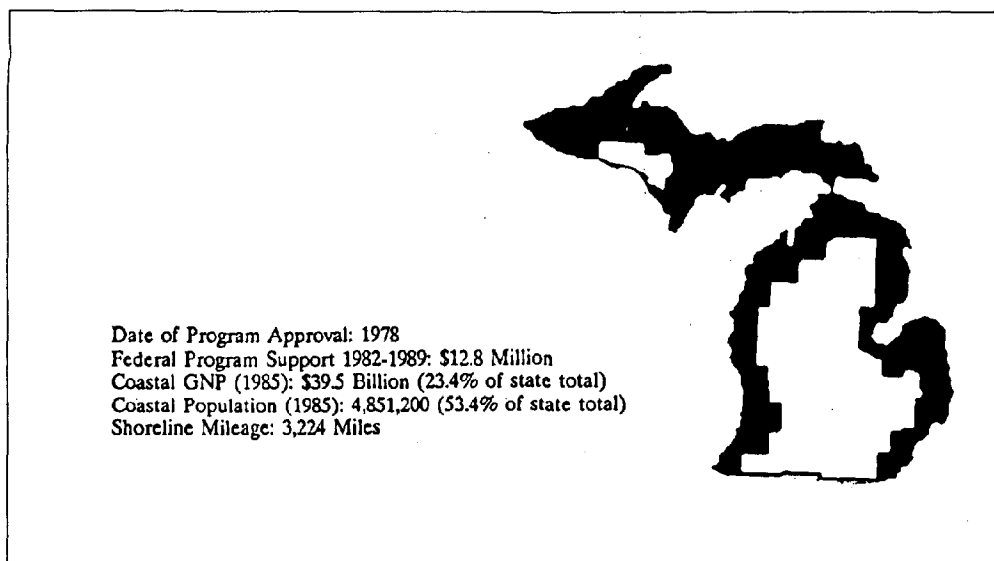 Date of Program Approval: 1978
Federal Program Support 1982-1989: $12.8 Million
Coastal GNP (1985): $39.5 Billion (23.4% of state total)
Coastal Population (1985): 4,851,200 (53.4% of state total)
Shoreline Mileage: 3,224 Miles